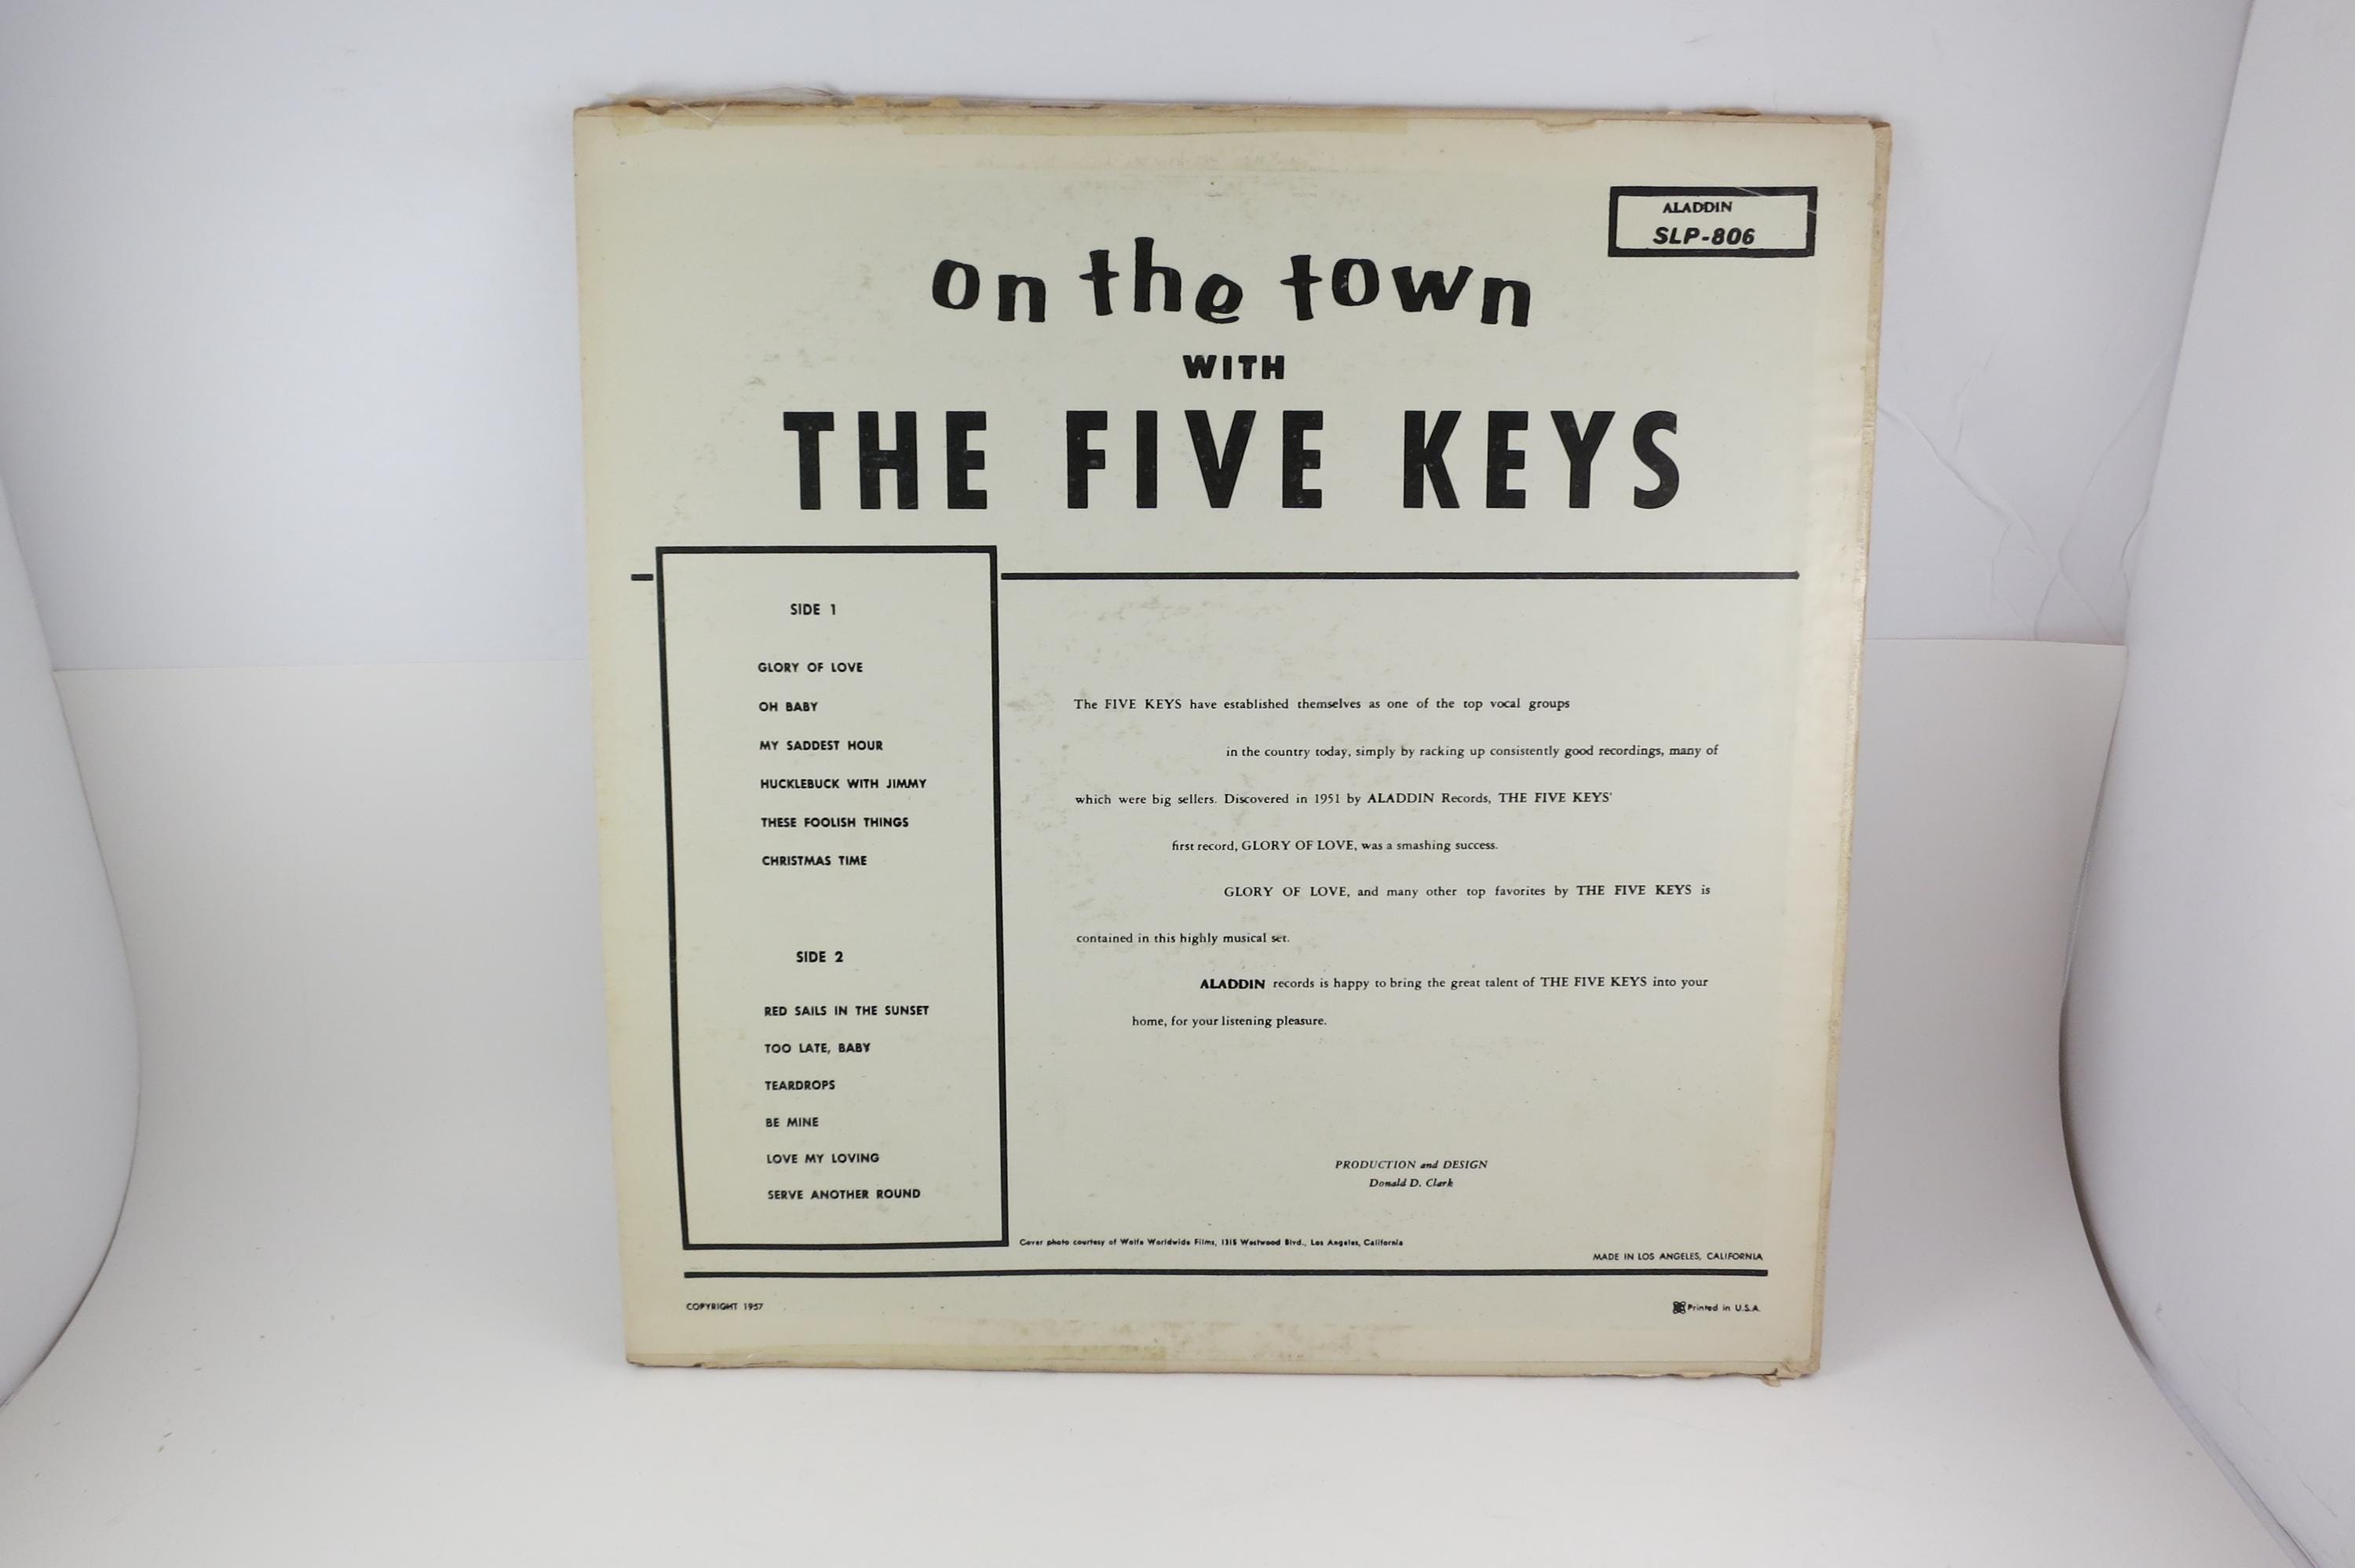 ALADDIN
SLP-806
on the town
WITH
THE FIVE KEYS
SIDE 1
GLORY OF LOVE
OH BABY
MY SADDEST HOUR
HUCKLEBUCK WITH JIMMY
THESE FOOLISH THINGS
CHRISTMAS TIME
SIDE 2
RED SAILS IN THE SUNSET
TOO LATE, BABY
TEARDROPS
BE MINE
LOVE MY LOVING
SERVE ANOTHER ROUND
The FIVE KEYS have established themselves as one of the top vocal groups
in the country today, simply by racking up consistently good recordings, many of
which were big sellers. Discovered in 1951 by ALADDIN Records, THE FIVE KEYS'
first record, GLORY OF LOVE, was a smashing success.
GLORY OF LOVE, and many other top favorites by THE FIVE KEYS is
contained in this highly musical set.
ALADDIN records is happy to bring the great talent of THE FIVE KEYS into your
home, for your listening pleasure.
PRODUCTION and DESIGN
Donald D. Clark
Cover photo courtesy of Wolfe Worldwide Films, 1315 Westwood Blvd., Los Angeles, California
MADE IN LOS ANGELES, CALIFORNIA
COPYRIGHT 1957
Printed in U.S.A.